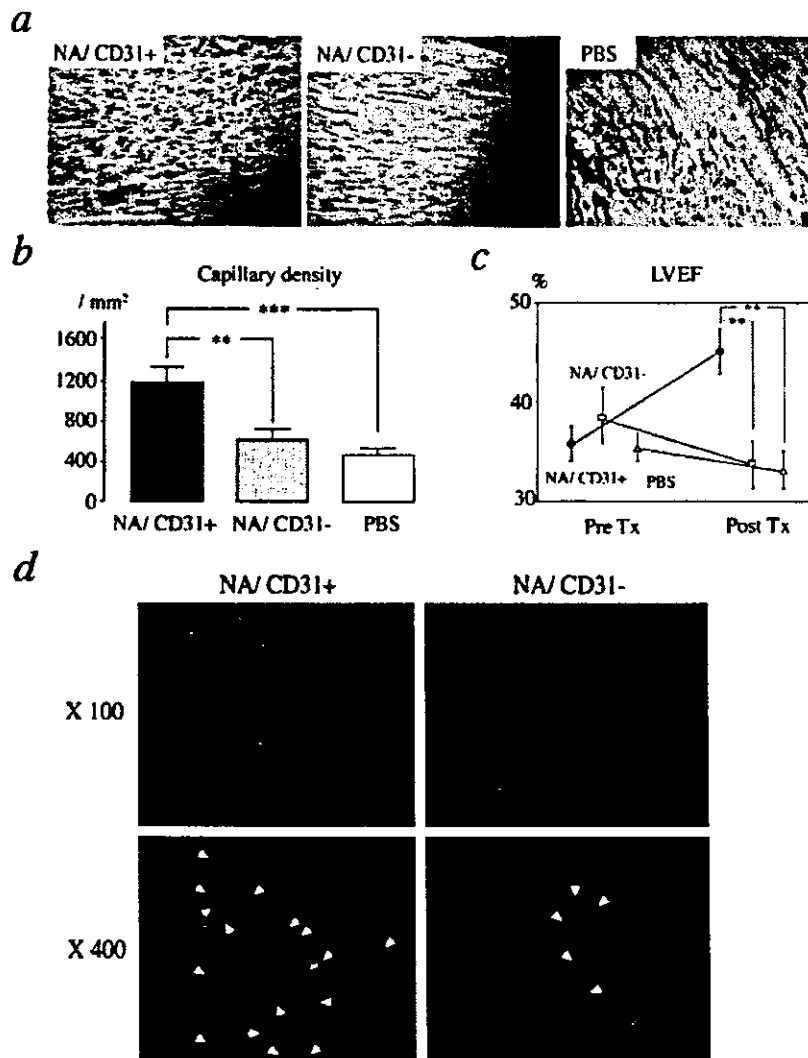 a
NA/ CD31+
NA/ CD31-
PBS
b
Capillary density
/ mm²
1600
1200
800
400
0
***
**
NA/ CD31+
NA/ CD31-
PBS
c
LVEF
%
50
40
30
**
**
NA/ CD31-
NA/ CD31+
PBS
Pre Tx
Post Tx
d
NA/ CD31+
NA/ CD31-
X 100
X 400